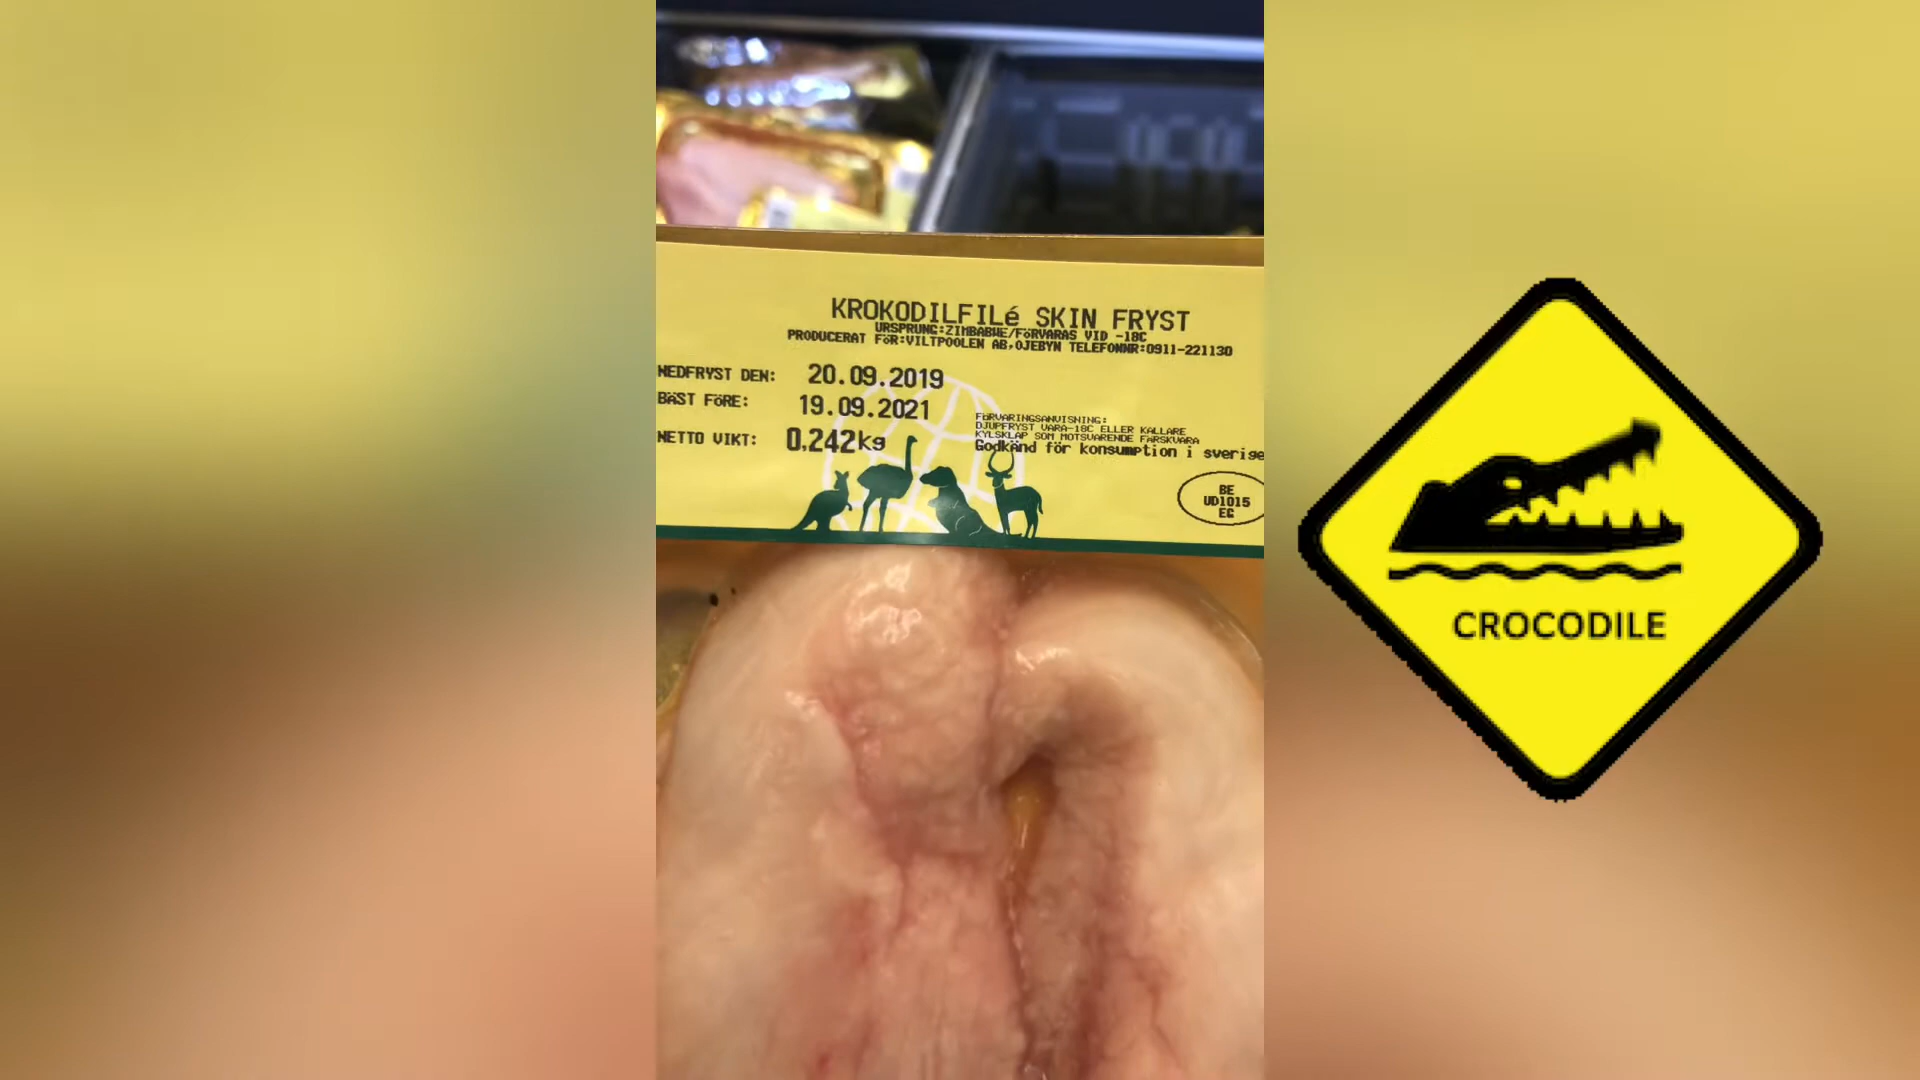 KROKODILFILé SKIN FRYST
URSPRUNG:ZIMBABWE/FöRVARAS VID -18C
PRODUCERAT FöR:VILTPOOLEN AB,OJEBYN TELEFONNR:0911-221130
NEDFRYST DEN: 20.09.2019
BäST FöRE: 19.09.2021
NETTO VIKT: 0,242kg
FöRVARINGSANVISNING:
DJUPFRYST VARA-18C ELLER KALLARE
KYLSKLAP SOM MOTSVARENDE FäRSKVARA
Godkänd för konsumption i sverige
BE
UD1015
EG
CROCODILE